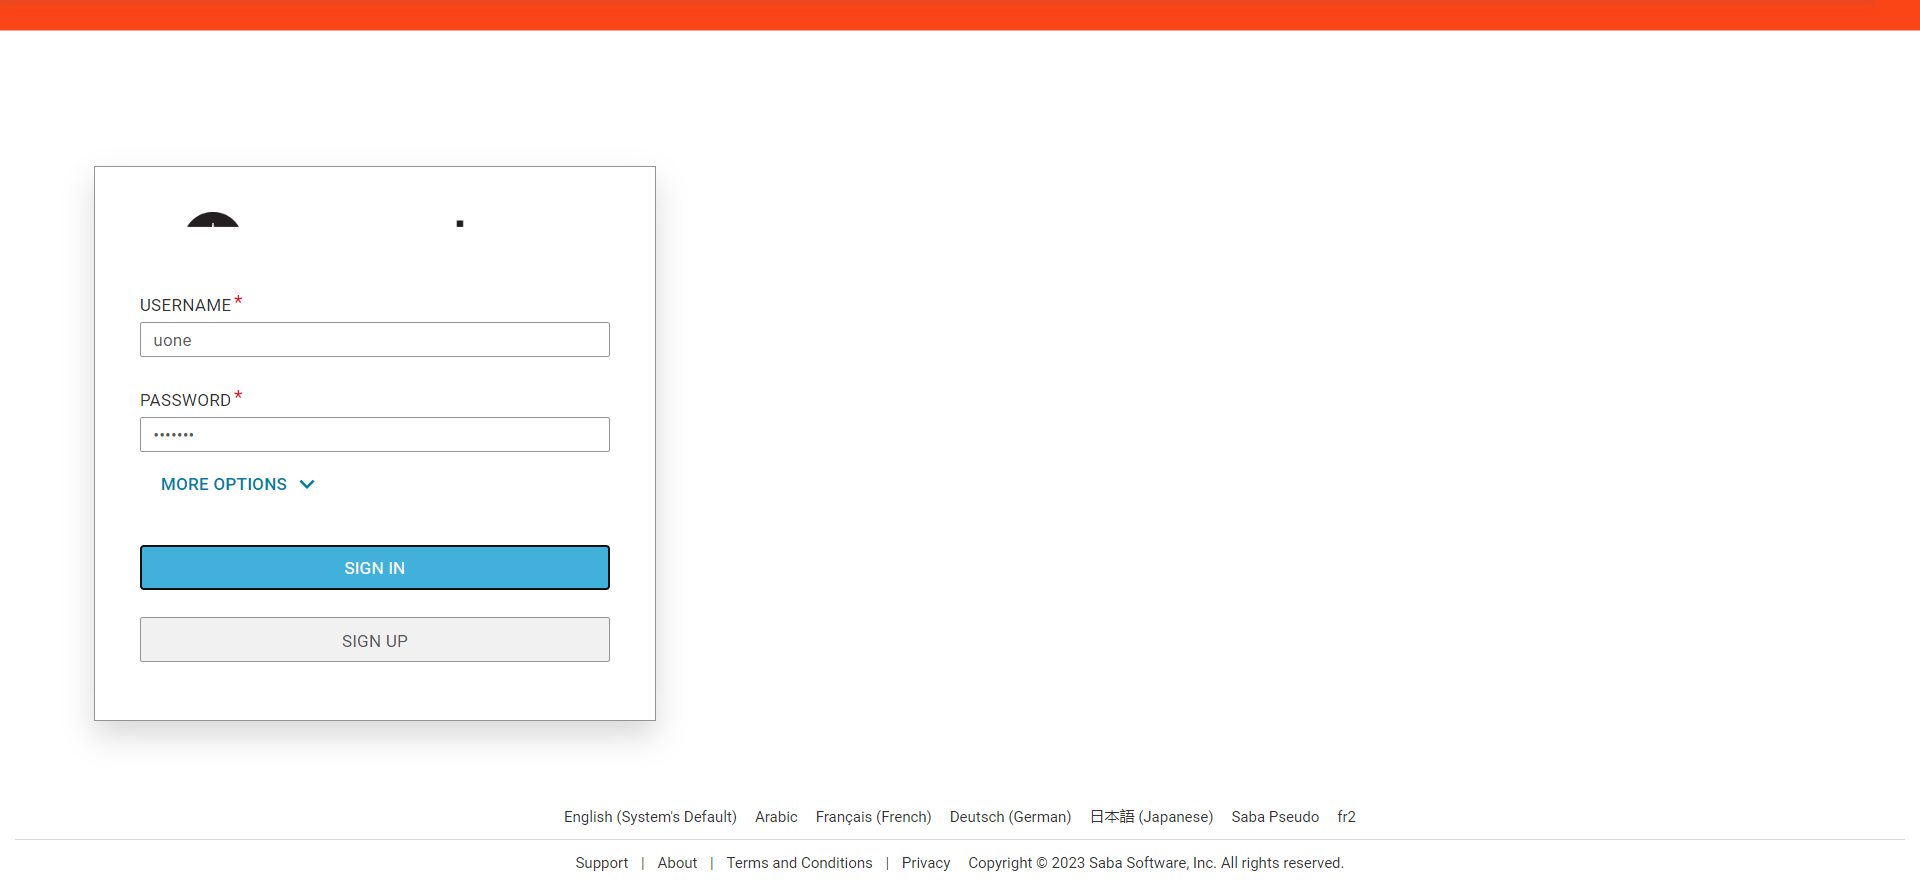 USERNAME*
uone
PASSWORD*
•••••••
MORE OPTIONS
SIGN IN
SIGN UP
English (System's Default) Arabic Français (French) Deutsch (German) 日本語 (Japanese) Saba Pseudo fr2
Support | About | Terms and Conditions | Privacy Copyright © 2023 Saba Software, Inc. All rights reserved.